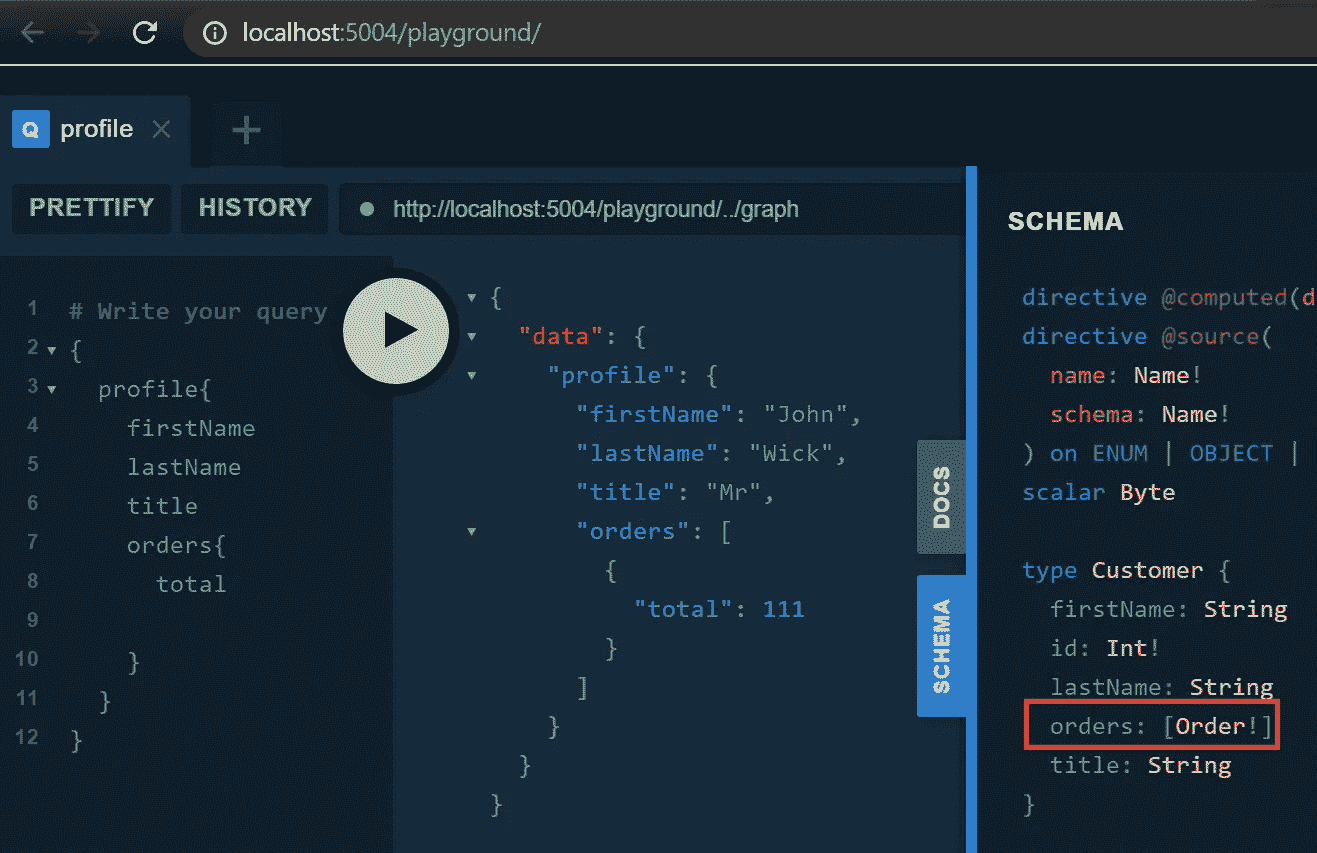 localhost:5004/playground/
Q profile
PRETTIFY HISTORY http://localhost:5004/playground/../graph
1 # Write your query
2 {
3 profile{
4 firstName
5 lastName
6 title
7 orders{
8 total
9
10 }
11 }
12 }
{
"data": {
"profile": {
"firstName": "John",
"lastName": "Wick",
"title": "Mr",
"orders": [
{
"total": 111
}
]
}
}
}
DOCS
SCHEMA
SCHEMA
directive @computed(d
directive @source(
name: Name!
schema: Name!
) on ENUM | OBJECT |
scalar Byte
type Customer {
firstName: String
id: Int!
lastName: String
orders: [Order!]
title: String
}